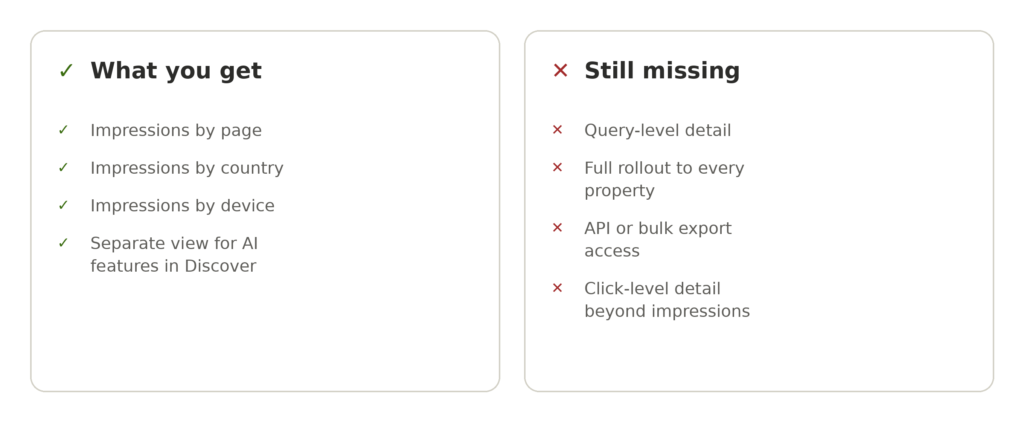 ✓ What you get
✓ Impressions by page
✓ Impressions by country
✓ Impressions by device
✓ Separate view for AI
features in Discover
✕ Still missing
✕ Query-level detail
✕ Full rollout to every
property
✕ API or bulk export
access
✕ Click-level detail
beyond impressions